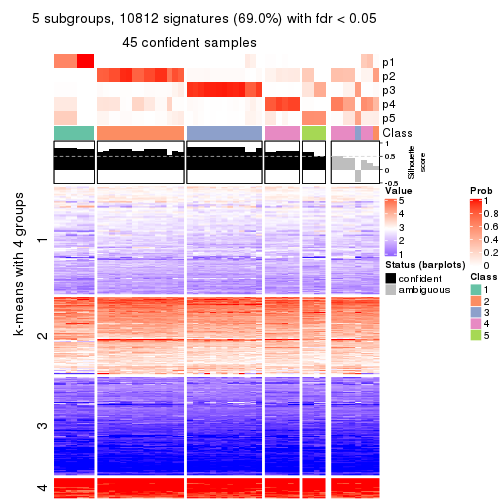 5 subgroups, 10812 signatures (69.0%) with fdr < 0.05
45 confident samples
p1
p2
p3
p4
p5
Class
1
0.5
0
-0.5
Silhouette
score
k-means with 4 groups
1
2
3
4
Value
5
4
3
2
1
Status (barplots)
confident
ambiguous
Prob
1
0.8
0.6
0.4
0.2
0
Class
1
2
3
4
5